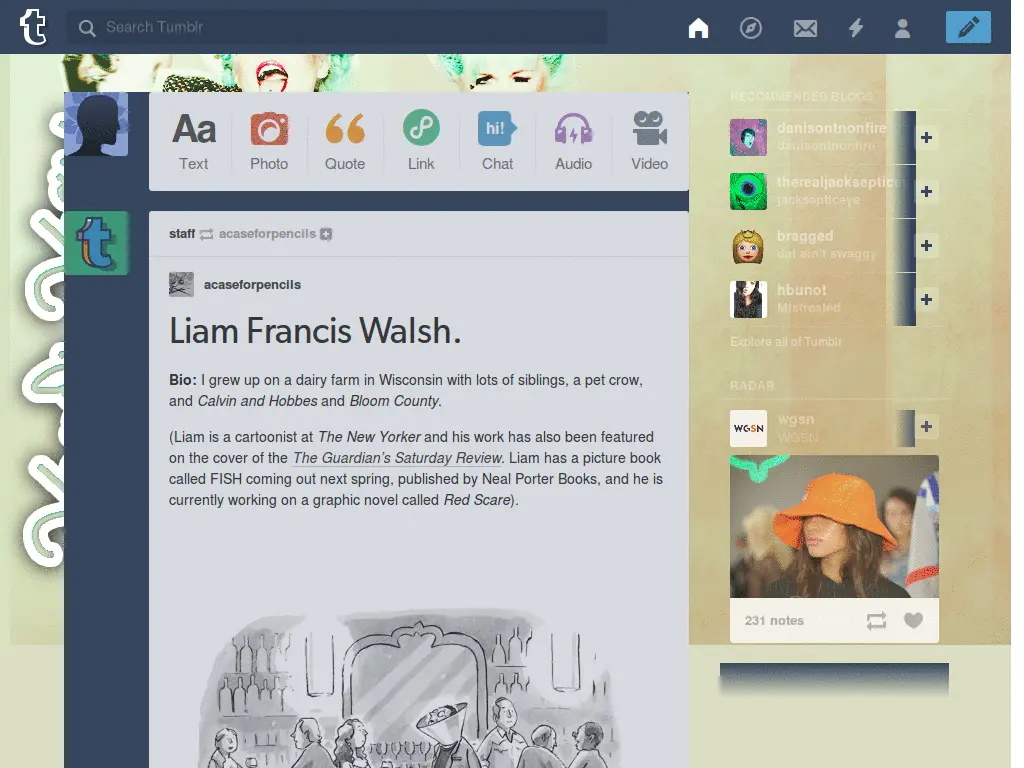 t
Search Tumblr
Aa
hi!
Text
Photo
Quote
Link
Chat
Audio
Video
t
staff acaseforpencils
acaseforpencils
Liam Francis Walsh.
Bio: I grew up on a dairy farm in Wisconsin with lots of siblings, a pet crow,
and Calvin and Hobbes and Bloom County.
(Liam is a cartoonist at The New Yorker and his work has also been featured
on the cover of the The Guardian's Saturday Review. Liam has a picture book
called FISH coming out next spring, published by Neal Porter Books, and he is
currently working on a graphic novel called Red Scare).
RECOMMENDED BLOGS
danisontnonfire
danisontnonfire
therealjackseptic
jacksepticeye
bragged
dat ain't swaggy
hbunot
Mistreated
Explore all of Tumblr
RADAR
WGSN
wgsn
WGSN
231 notes